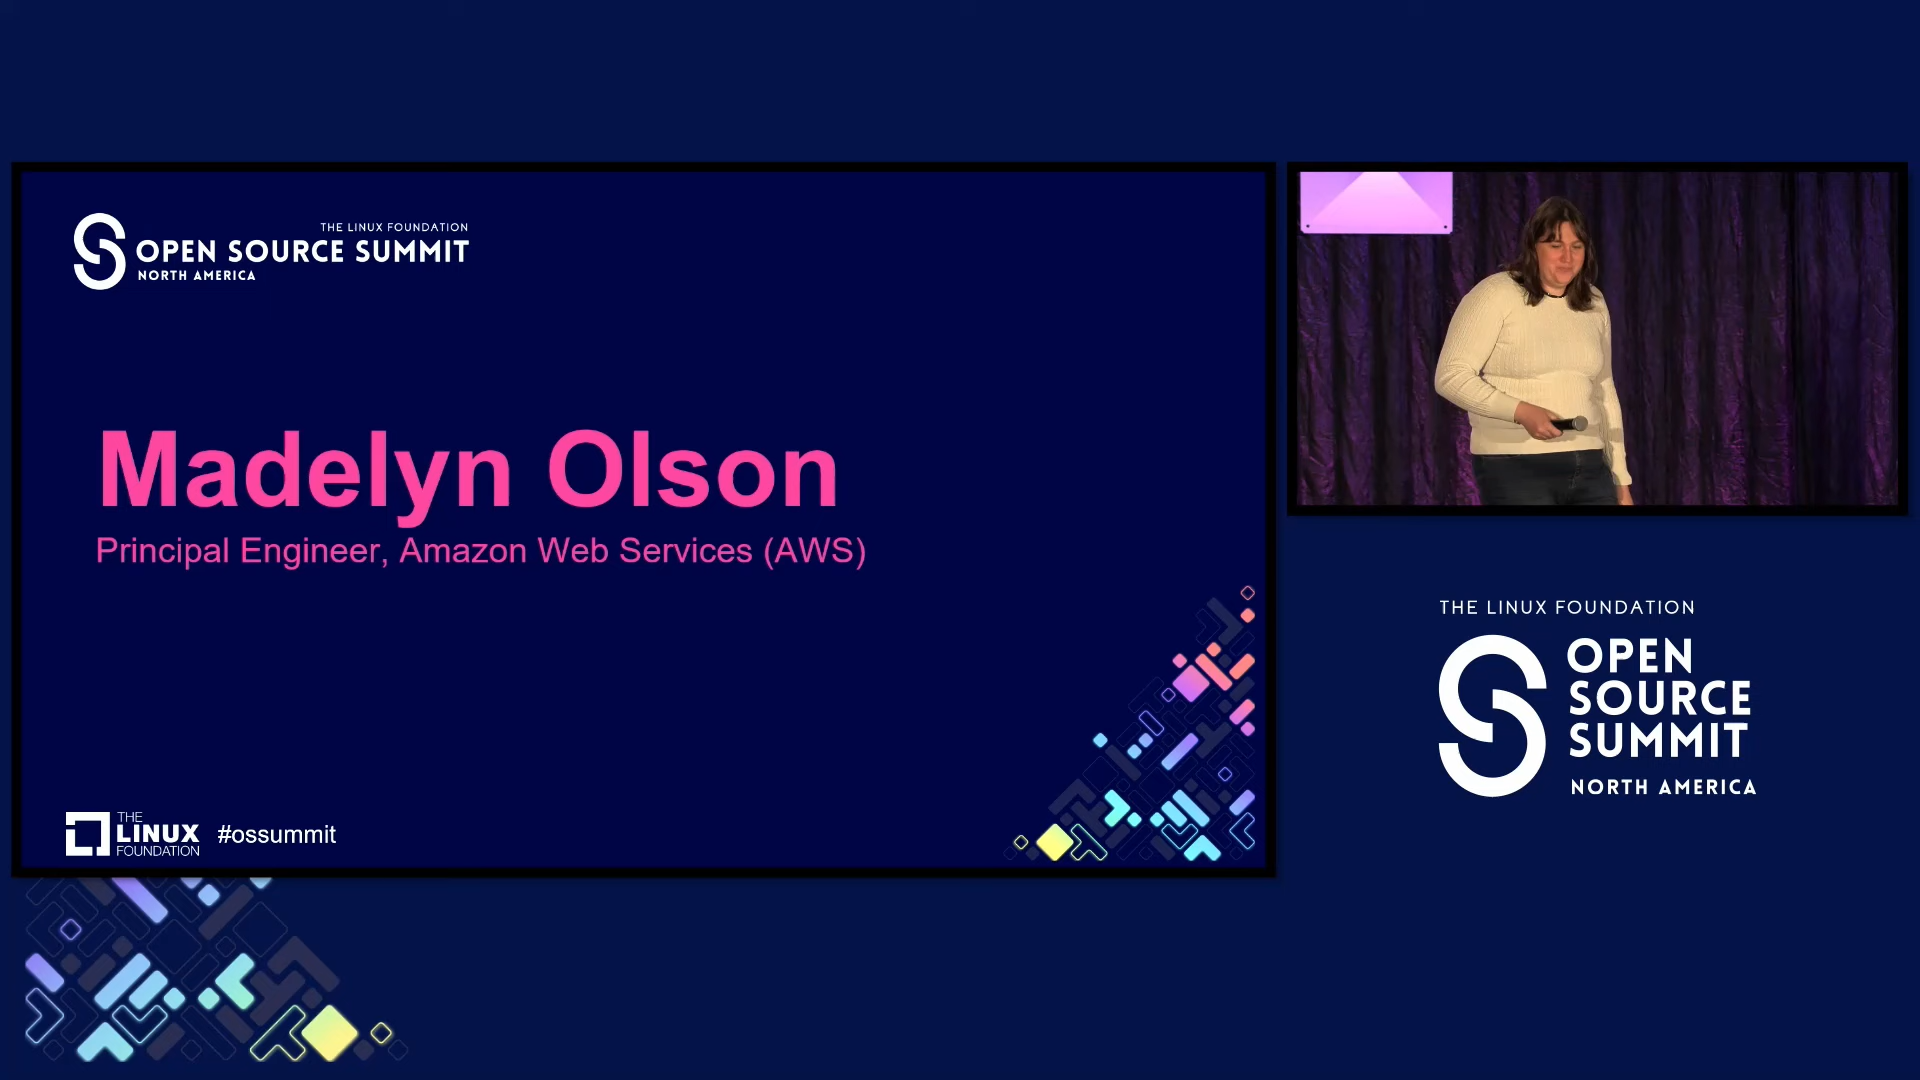 THE LINUX FOUNDATION
OPEN SOURCE SUMMIT
NORTH AMERICA
Madelyn Olson
Principal Engineer, Amazon Web Services (AWS)
THE
LINUX
FOUNDATION
#ossummit
THE LINUX FOUNDATION
OPEN
SOURCE
SUMMIT
NORTH AMERICA